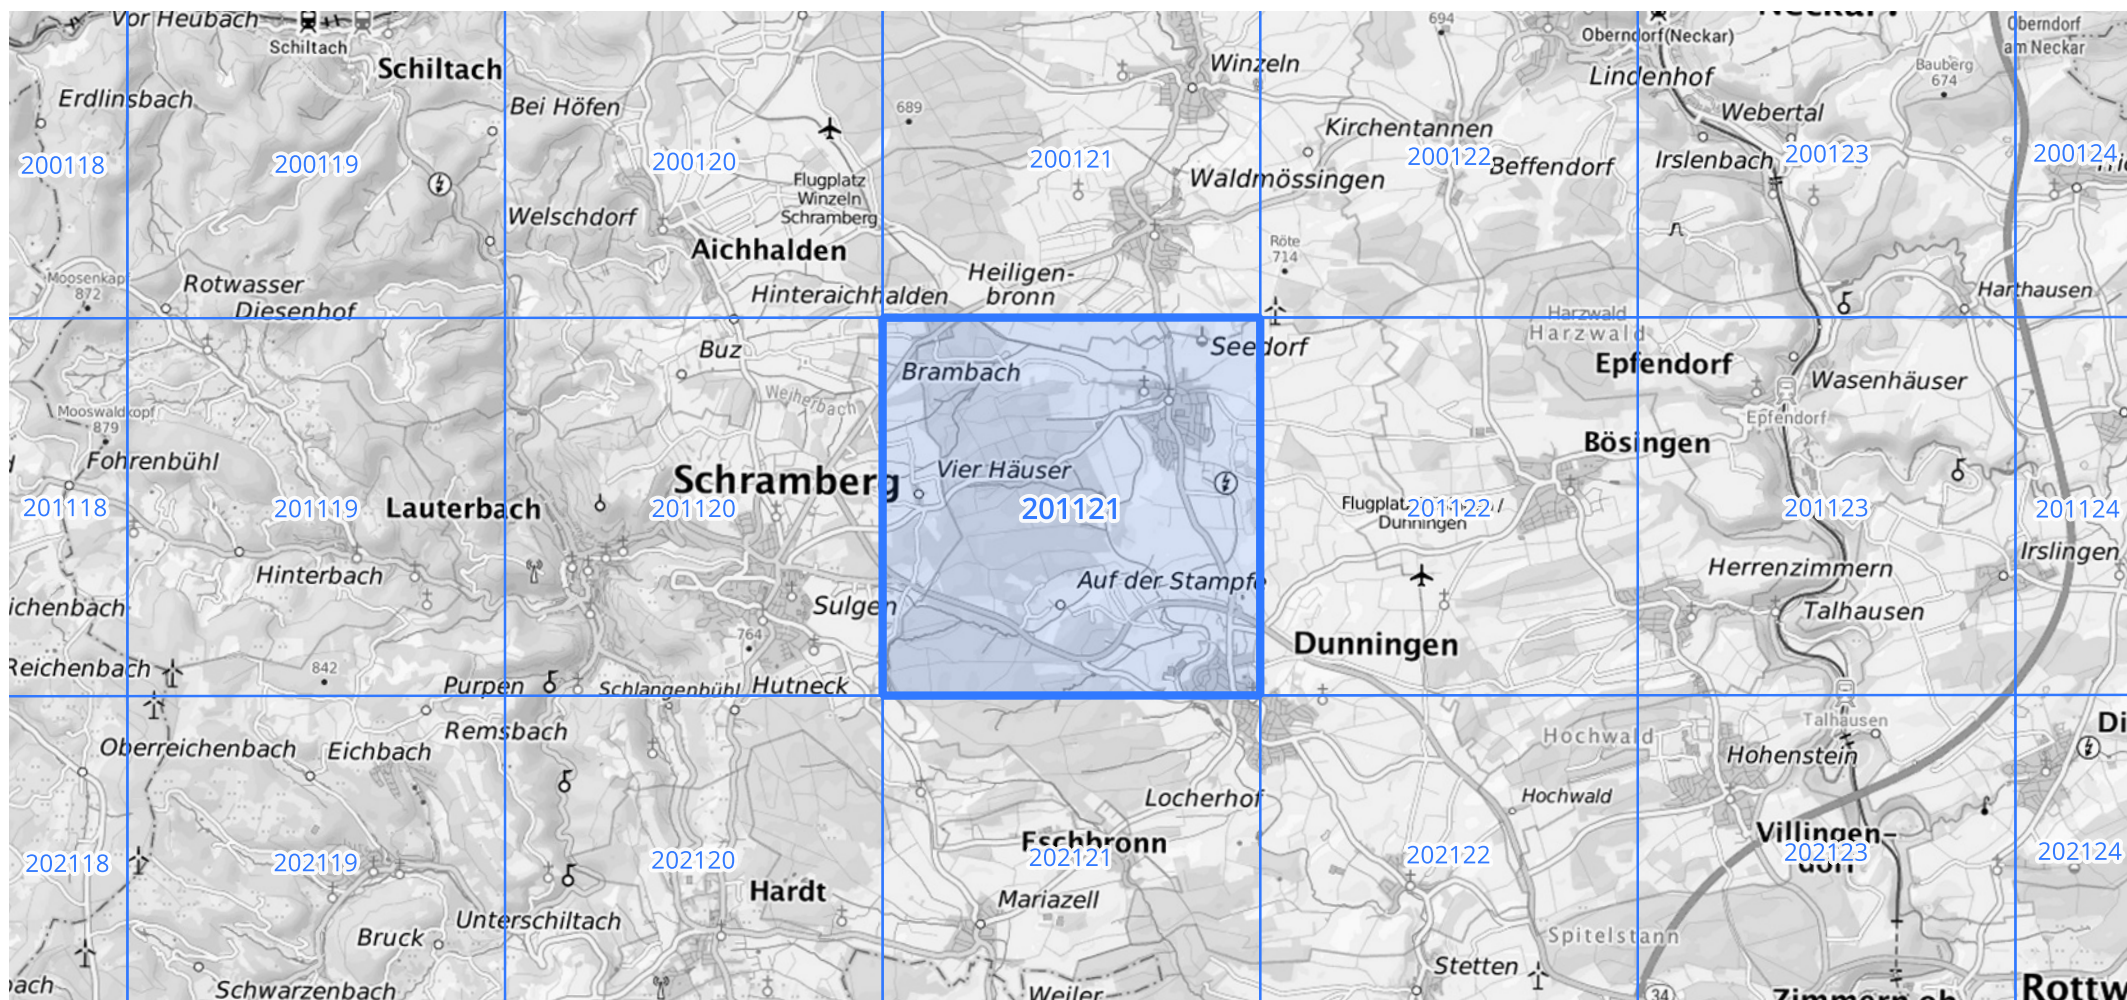 Vor Heubach
Schiltach
Schiltach
Erdlinsbach
Bei Höfen
689
Winzeln
694
Oberndorf(Neckar)
Lindenhof
Webertal
Bauberg
674
Oberndorf
am Neckar
Kirchentannen
Beffendorf
Irslenbach
200118
200119
200120
200121
200122
200123
200124
Flugplatz
Winzeln
Schramberg
Waldmössingen
Welschdorf
Aichhalden
Röte
714
Moosenkapf
872
Rotwasser
Diesenhof
Hinteraichhalden
Heiligen-
bronn
Harthausen
Harzwald
Harzwald
Buz
Seedorf
Brambach
Epfendorf
Wasenhäuser
Weiherbach
Epfendorf
Mooswaldkopf
879
Fohrenbühl
Schramberg
Vier Häuser
Bösingen
Lauterbach
201118
201119
201120
201121
201122
201123
201124
Dunningen
Irslingen
Hinterbach
Herrenzimmern
Auf der Stampfe
ichenbach
Sulgen
Talhausen
764
Dunningen
Reichenbach
842
Purpen
Schlangenbühl
Hutneck
Talhausen
Remsbach
Oberreichenbach
Eichbach
Hochwald
Hohenstein
Di
Locherhof
Hochwald
Eschbronn
Villingen-
dorf
202118
202119
202120
202121
202122
202123
202124
Hardt
Mariazell
Unterschiltach
Bruck
Spitelstann
Stetten
bach
Schwarzenbach
Weiler
34
Zimmern ob
Rottw